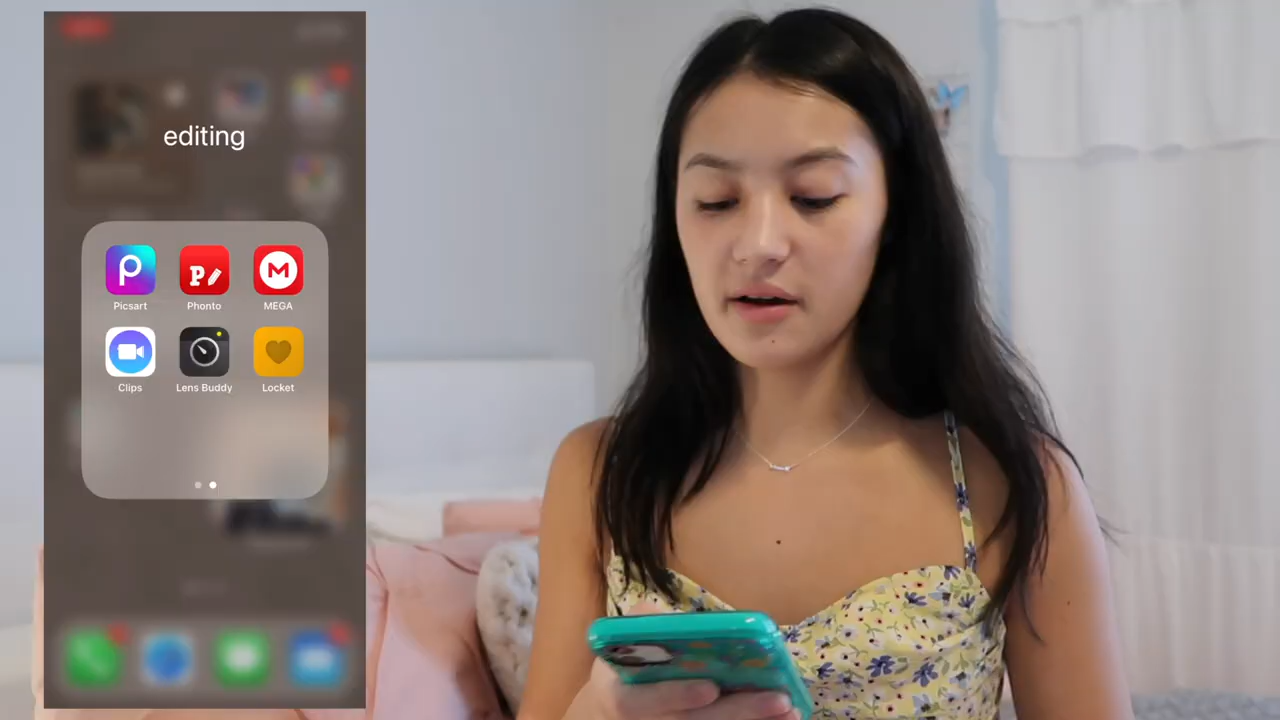 editing
Picsart
Phonto
MEGA
Clips
Lens Buddy
Locket